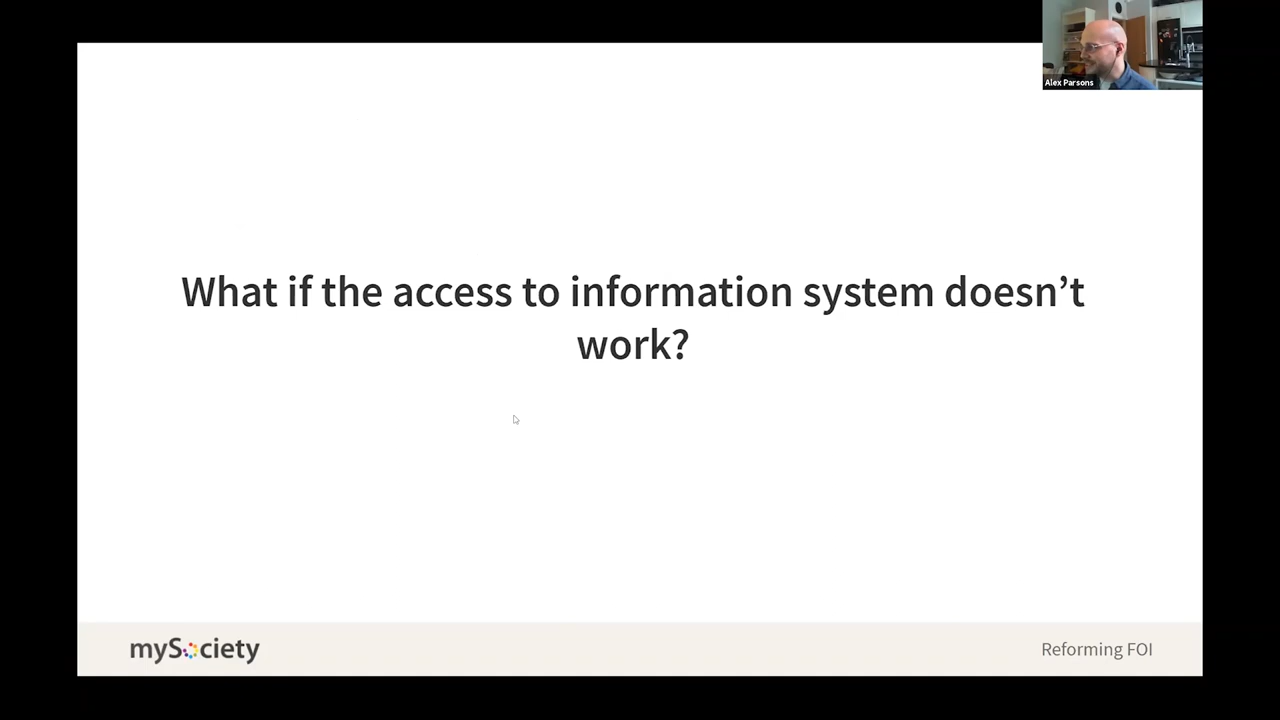 Alex Parsons
What if the access to information system doesn’t
work?
mySociety
Reforming FOI